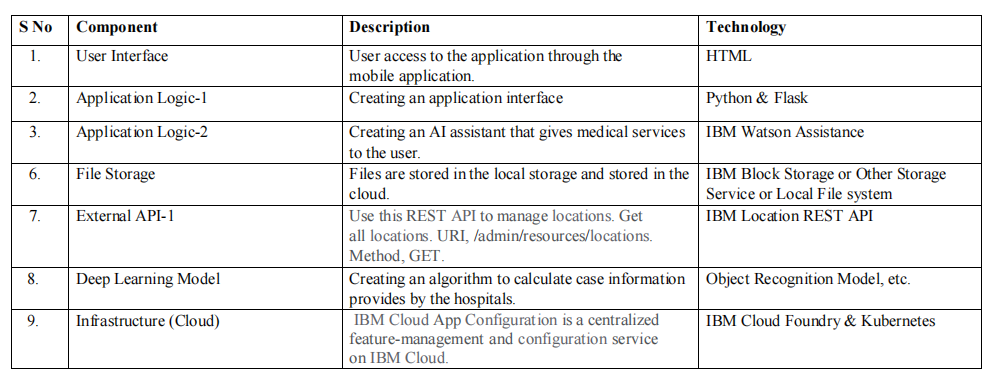 S No Component Description Technology
1. User Interface User access to the application through the HTML
mobile application.
2. Application Logic-1 Creating an application interface Python & Flask
3. Application Logic-2 Creating an AI assistant that gives medical services IBM Watson Assistance
to the user.
6. File Storage Files are stored in the local storage and stored in the IBM Block Storage or Other Storage
cloud. Service or Local File system
7. External API-1 Use this REST API to manage locations. Get IBM Location REST API
all locations. URI, /admin/resources/locations.
Method, GET.
8. Deep Learning Model Creating an algorithm to calculate case information Object Recognition Model, etc.
provides by the hospitals.
9. Infrastructure (Cloud) IBM Cloud App Configuration is a centralized IBM Cloud Foundry & Kubernetes
feature-management and configuration service
on IBM Cloud.